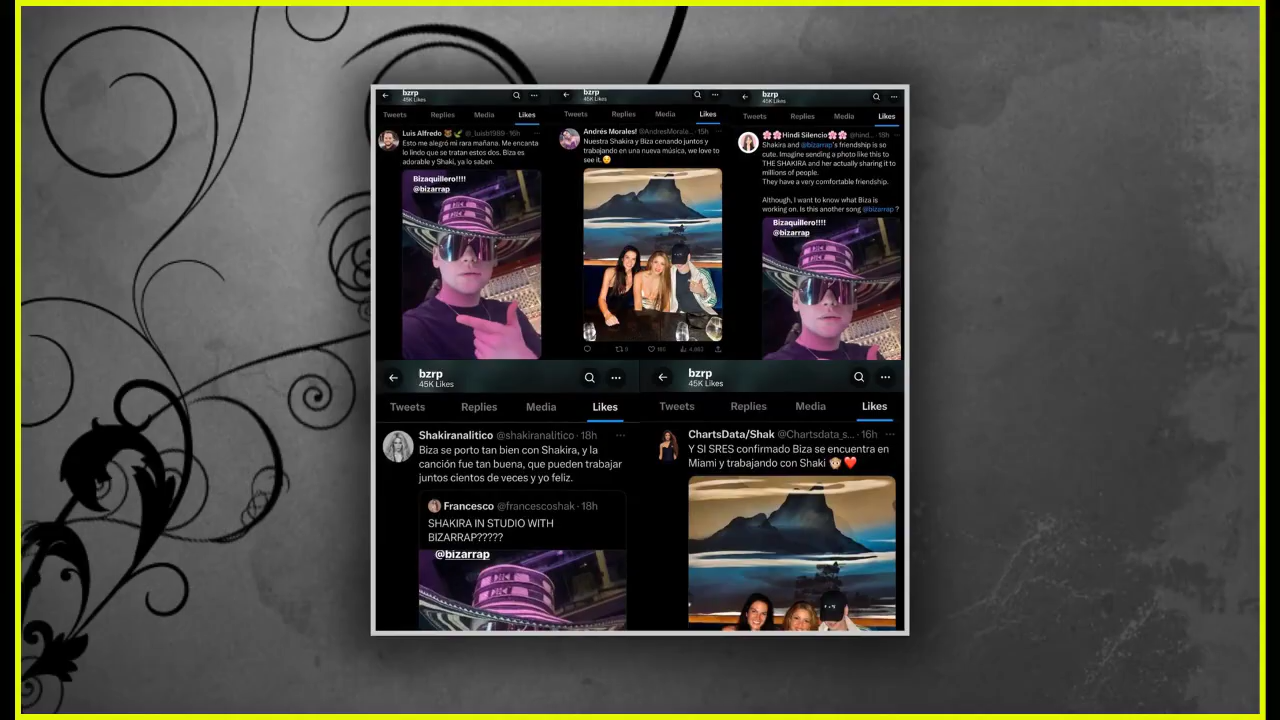 bzrp
45K Likes
Tweets Replies Media Likes
Luis Alfredo @_luisb1989 · 16h
Esto me alegró mi rara mañana. Me encanta
lo lindo que se tratan estos dos. Biza es
adorable y Shaki, ya lo saben.
Bizaquillero!!!!
@bizarrap
bzrp
45K Likes
Tweets Replies Media Likes
Andrés Morales! @AndresMorale... · 15h
Nuestra Shakira y Biza cenando juntos y
trabajando en una nueva música, we love to
see it.
bzrp
45K Likes
Tweets Replies Media Likes
Hindi Silencio @hind... · 18h
Shakira and @bizarrap's friendship is so
cute. Imagine sending a photo like this to
THE SHAKIRA and her actually sharing it to
millions of people.
They have a very comfortable friendship.
Although, I want to know what Biza is
working on. Is this another song @bizarrap ?
Bizaquillero!!!!
@bizarrap
bzrp
45K Likes
Tweets Replies Media Likes
Shakiranalitico @shakiranalitico · 18h
Biza se porto tan bien con Shakira, y la
canción fue tan buena, que pueden trabajar
juntos cientos de veces y yo feliz.
Francesco @francescoshak · 18h
SHAKIRA IN STUDIO WITH
BIZARRAP?????
@bizarrap
bzrp
45K Likes
Tweets Replies Media Likes
ChartsData/Shak @Chartsdata_s... · 16h
Y SI SRES confirmado Biza se encuentra en
Miami y trabajando con Shaki